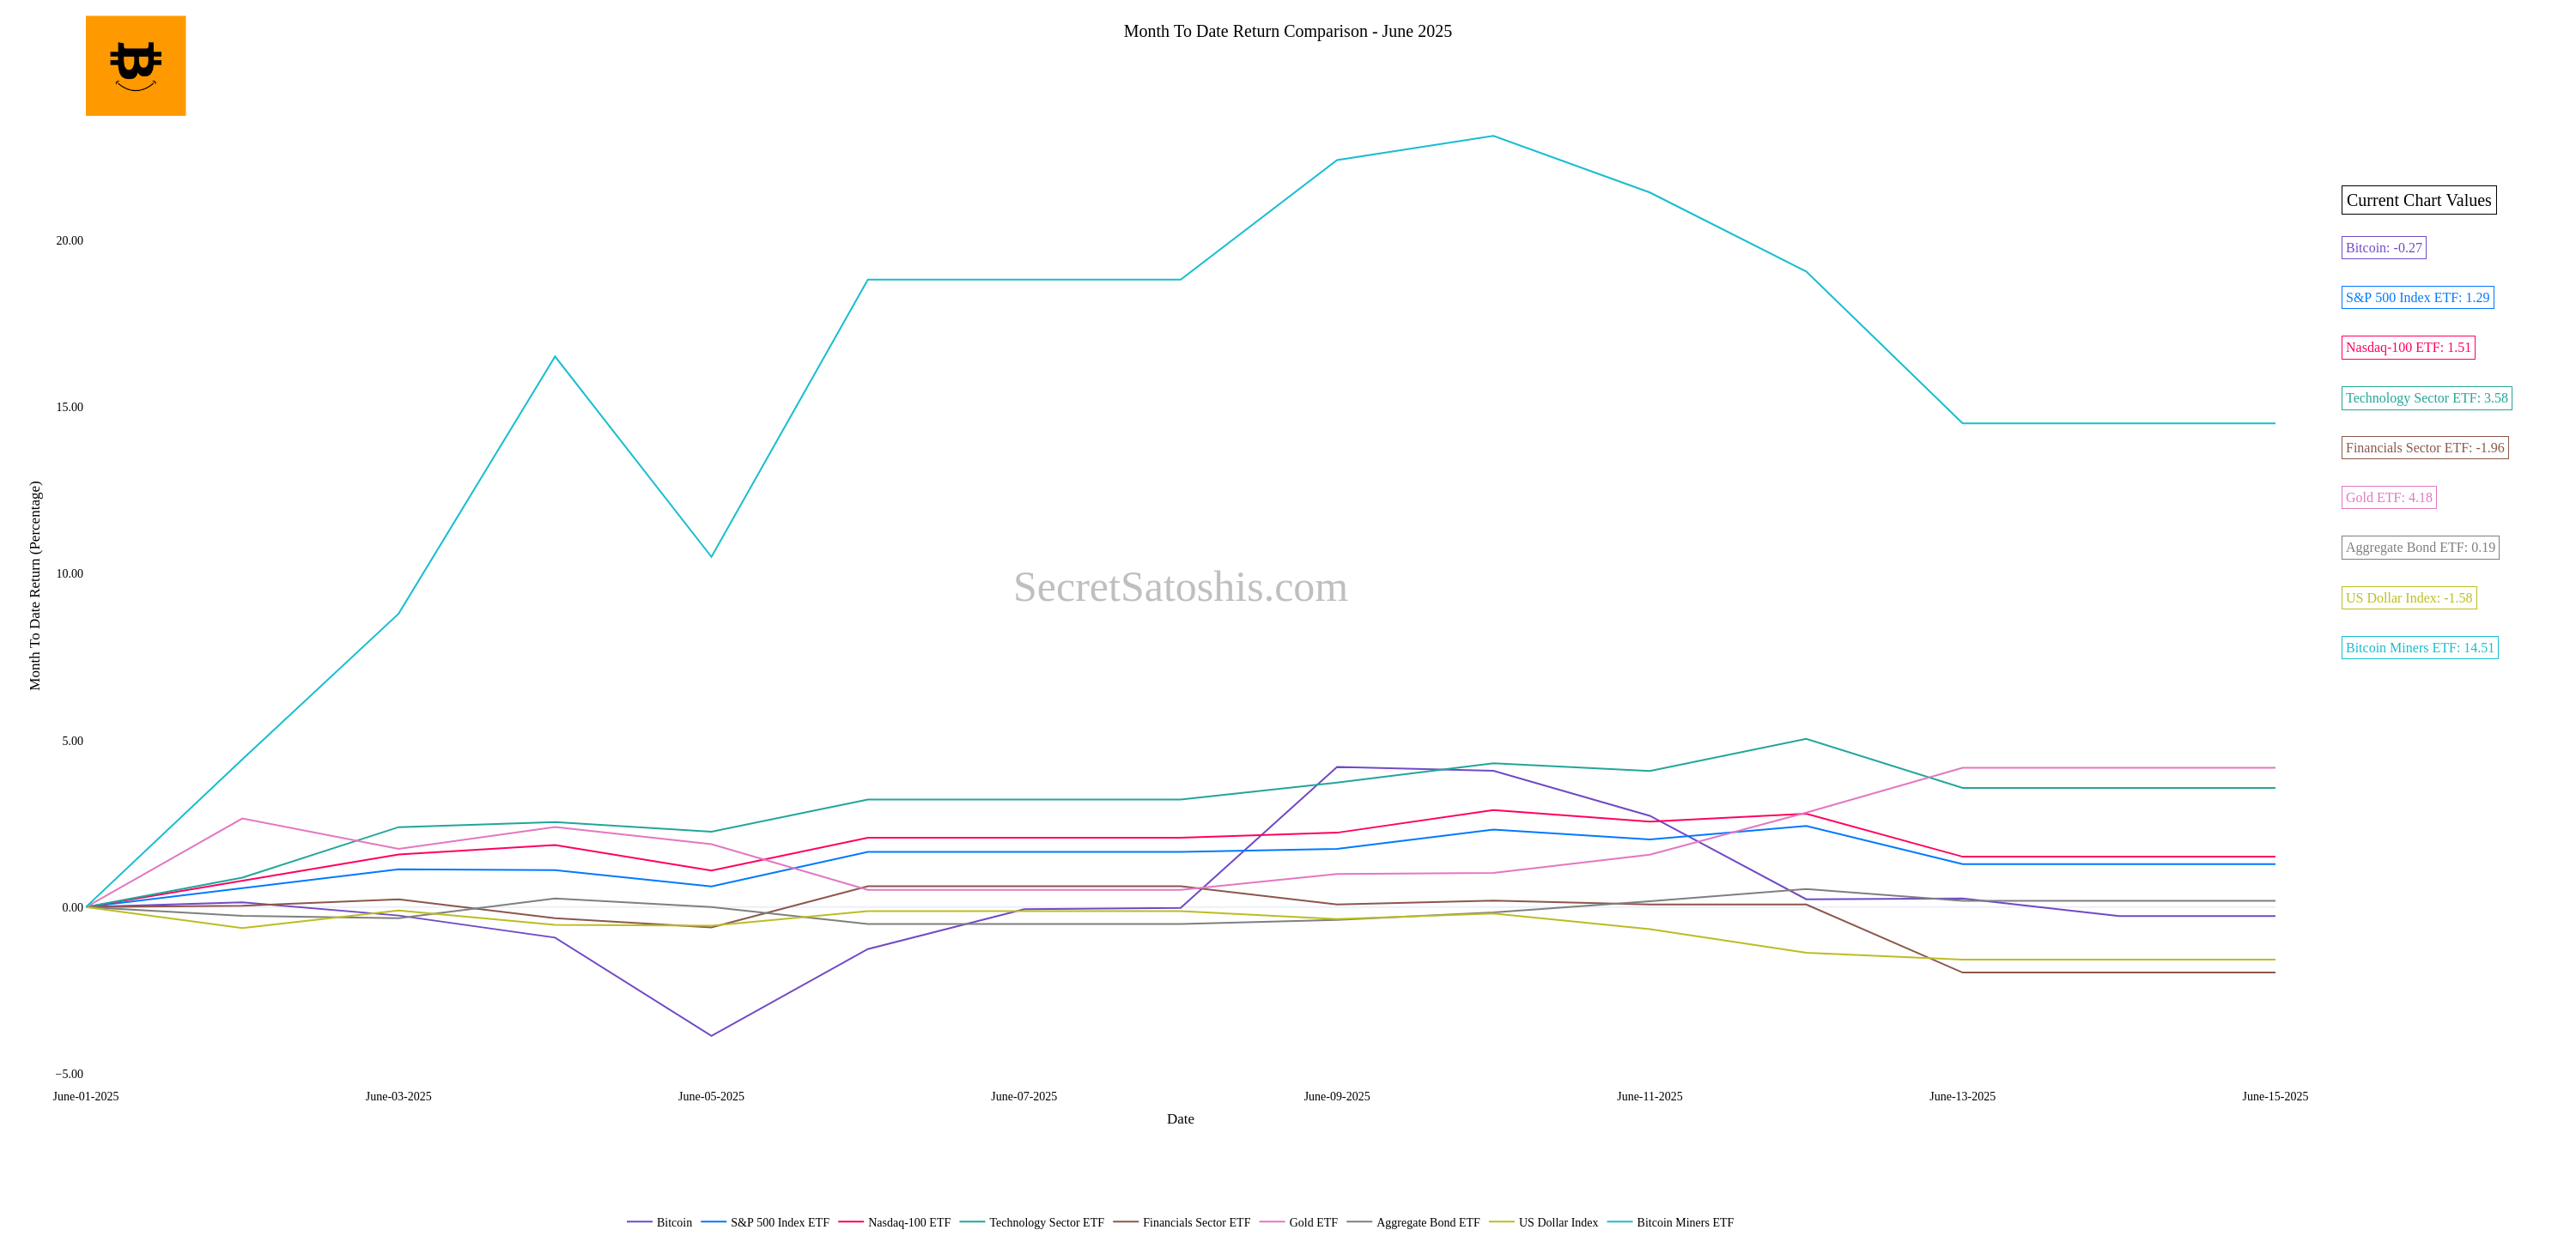 Month To Date Return Comparison - June 2025
Current Chart Values
Bitcoin: -0.27
S&P 500 Index ETF: 1.29
Nasdaq-100 ETF: 1.51
Technology Sector ETF: 3.58
Financials Sector ETF: -1.96
Gold ETF: 4.18
Aggregate Bond ETF: 0.19
US Dollar Index: -1.58
Bitcoin Miners ETF: 14.51
Month To Date Return (Percentage)
20.00
15.00
10.00
5.00
0.00
−5.00
SecretSatoshis.com
June-01-2025 June-03-2025 June-05-2025 June-07-2025 June-09-2025 June-11-2025 June-13-2025 June-15-2025
Date
Bitcoin S&P 500 Index ETF Nasdaq-100 ETF Technology Sector ETF Financials Sector ETF Gold ETF Aggregate Bond ETF US Dollar Index Bitcoin Miners ETF